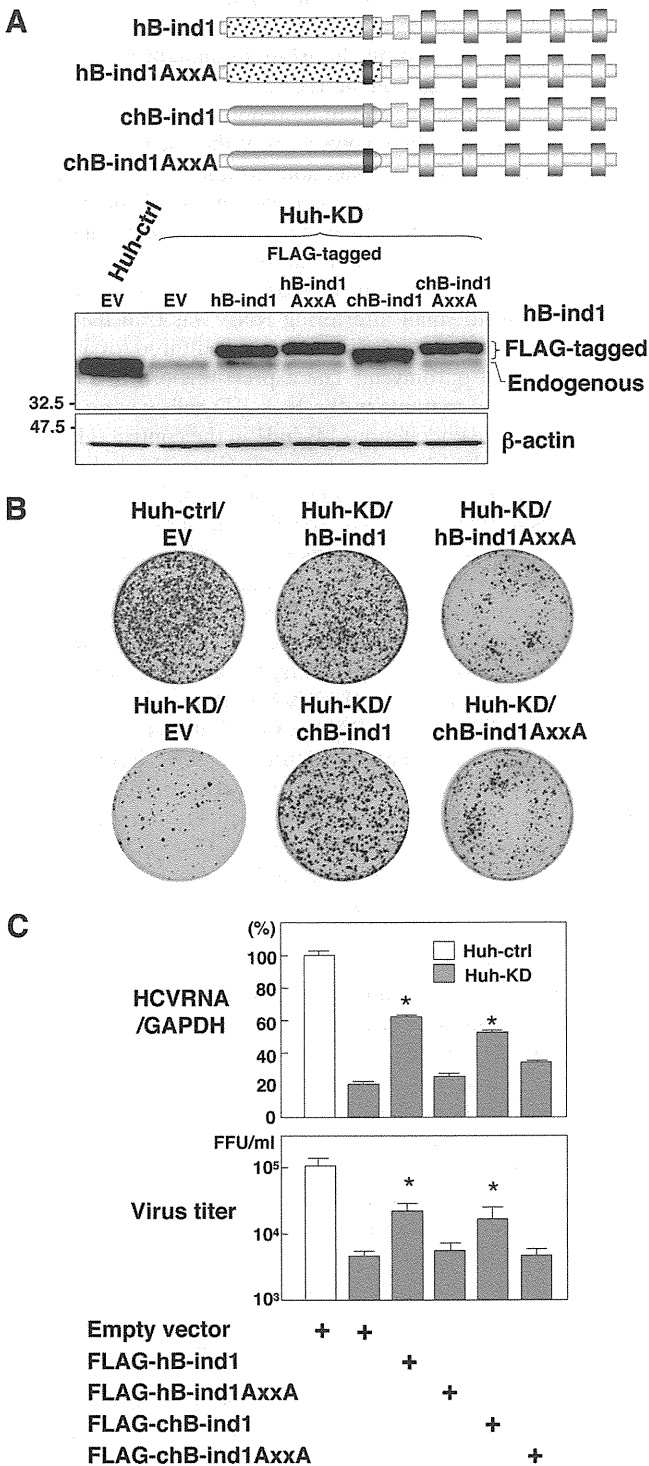 A
hB-ind1
hB-ind1AxxA
chB-ind1
chB-ind1AxxA
Huh-ctrl
Huh-KD
FLAG-tagged
EV EV hB-ind1 hB-ind1 AxxA chB-ind1 chB-ind1 AxxA
hB-ind1
FLAG-tagged
Endogenous
32.5 -
47.5 -
β-actin
B
Huh-ctrl/ Huh-KD/ Huh-KD/
EV hB-ind1 hB-ind1AxxA
Huh-KD/ Huh-KD/ Huh-KD/
EV chB-ind1 chB-ind1AxxA
C
(%)
100
80
60
40
20
0
HCVRNA
/GAPDH
Huh-ctrl
Huh-KD
* *
FFU/ml
10⁵
10⁴
10³
Virus titer
* *
Empty vector + +
FLAG-hB-ind1 +
FLAG-hB-ind1AxxA +
FLAG-chB-ind1 +
FLAG-chB-ind1AxxA +